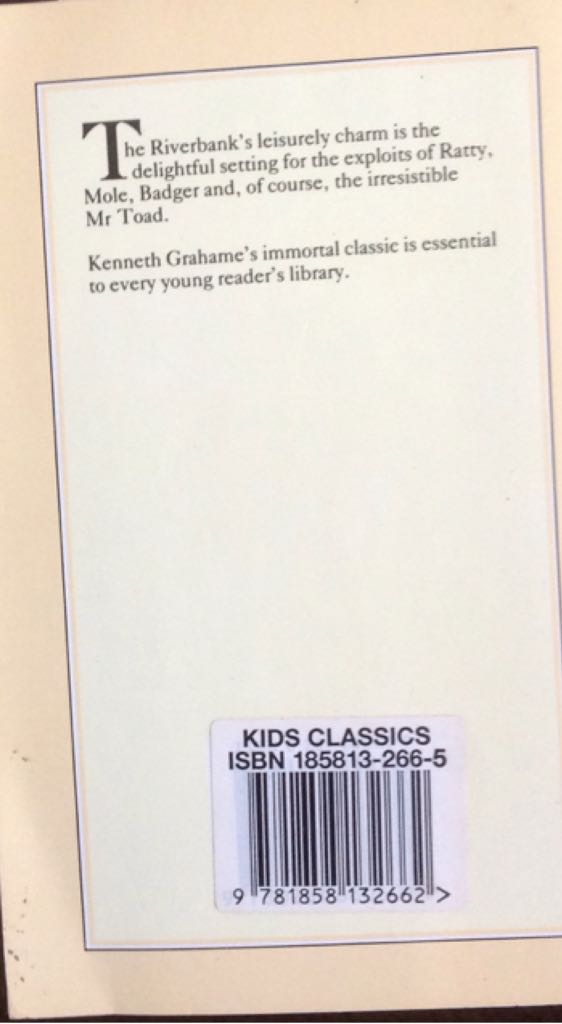 The Riverbank's leisurely charm is the
delightful setting for the exploits of Ratty,
Mole, Badger and, of course, the irresistible
Mr Toad.
Kenneth Grahame's immortal classic is essential
to every young reader's library.
KIDS CLASSICS
ISBN 185813-266-5
9 781858 132662 >